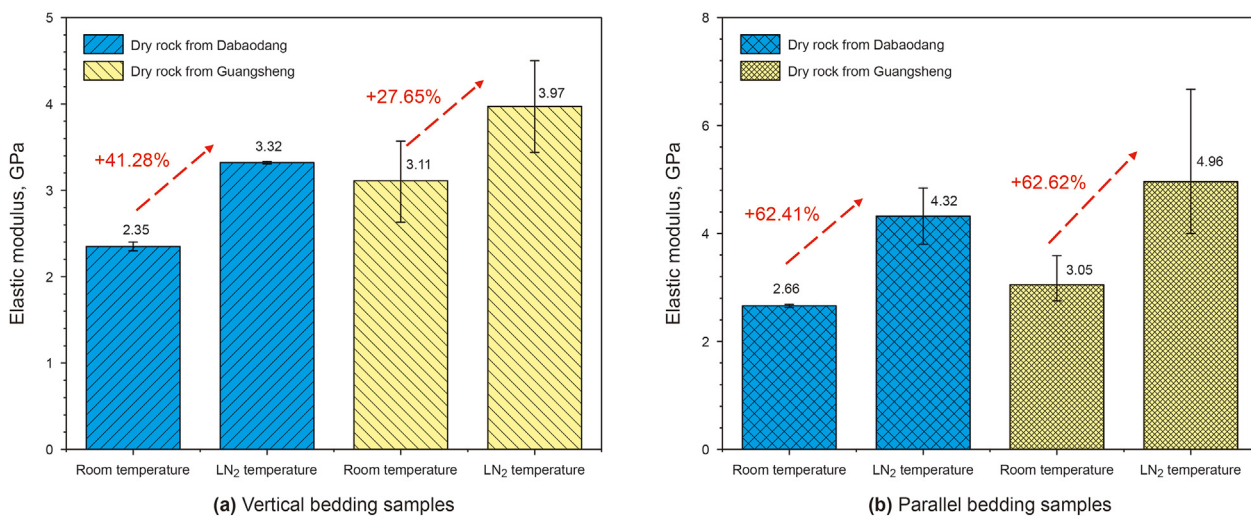 5
4
3
2
1
0
Elastic modulus, GPa
Dry rock from Dabaodang
Dry rock from Guangsheng
+41.28%
+27.65%
2.35
3.32
3.11
3.97
Room temperature
LN₂ temperature
Room temperature
LN₂ temperature
(a) Vertical bedding samples
8
6
4
2
0
Elastic modulus, GPa
Dry rock from Dabaodang
Dry rock from Guangsheng
+62.41%
+62.62%
2.66
4.32
3.05
4.96
Room temperature
LN₂ temperature
Room temperature
LN₂ temperature
(b) Parallel bedding samples